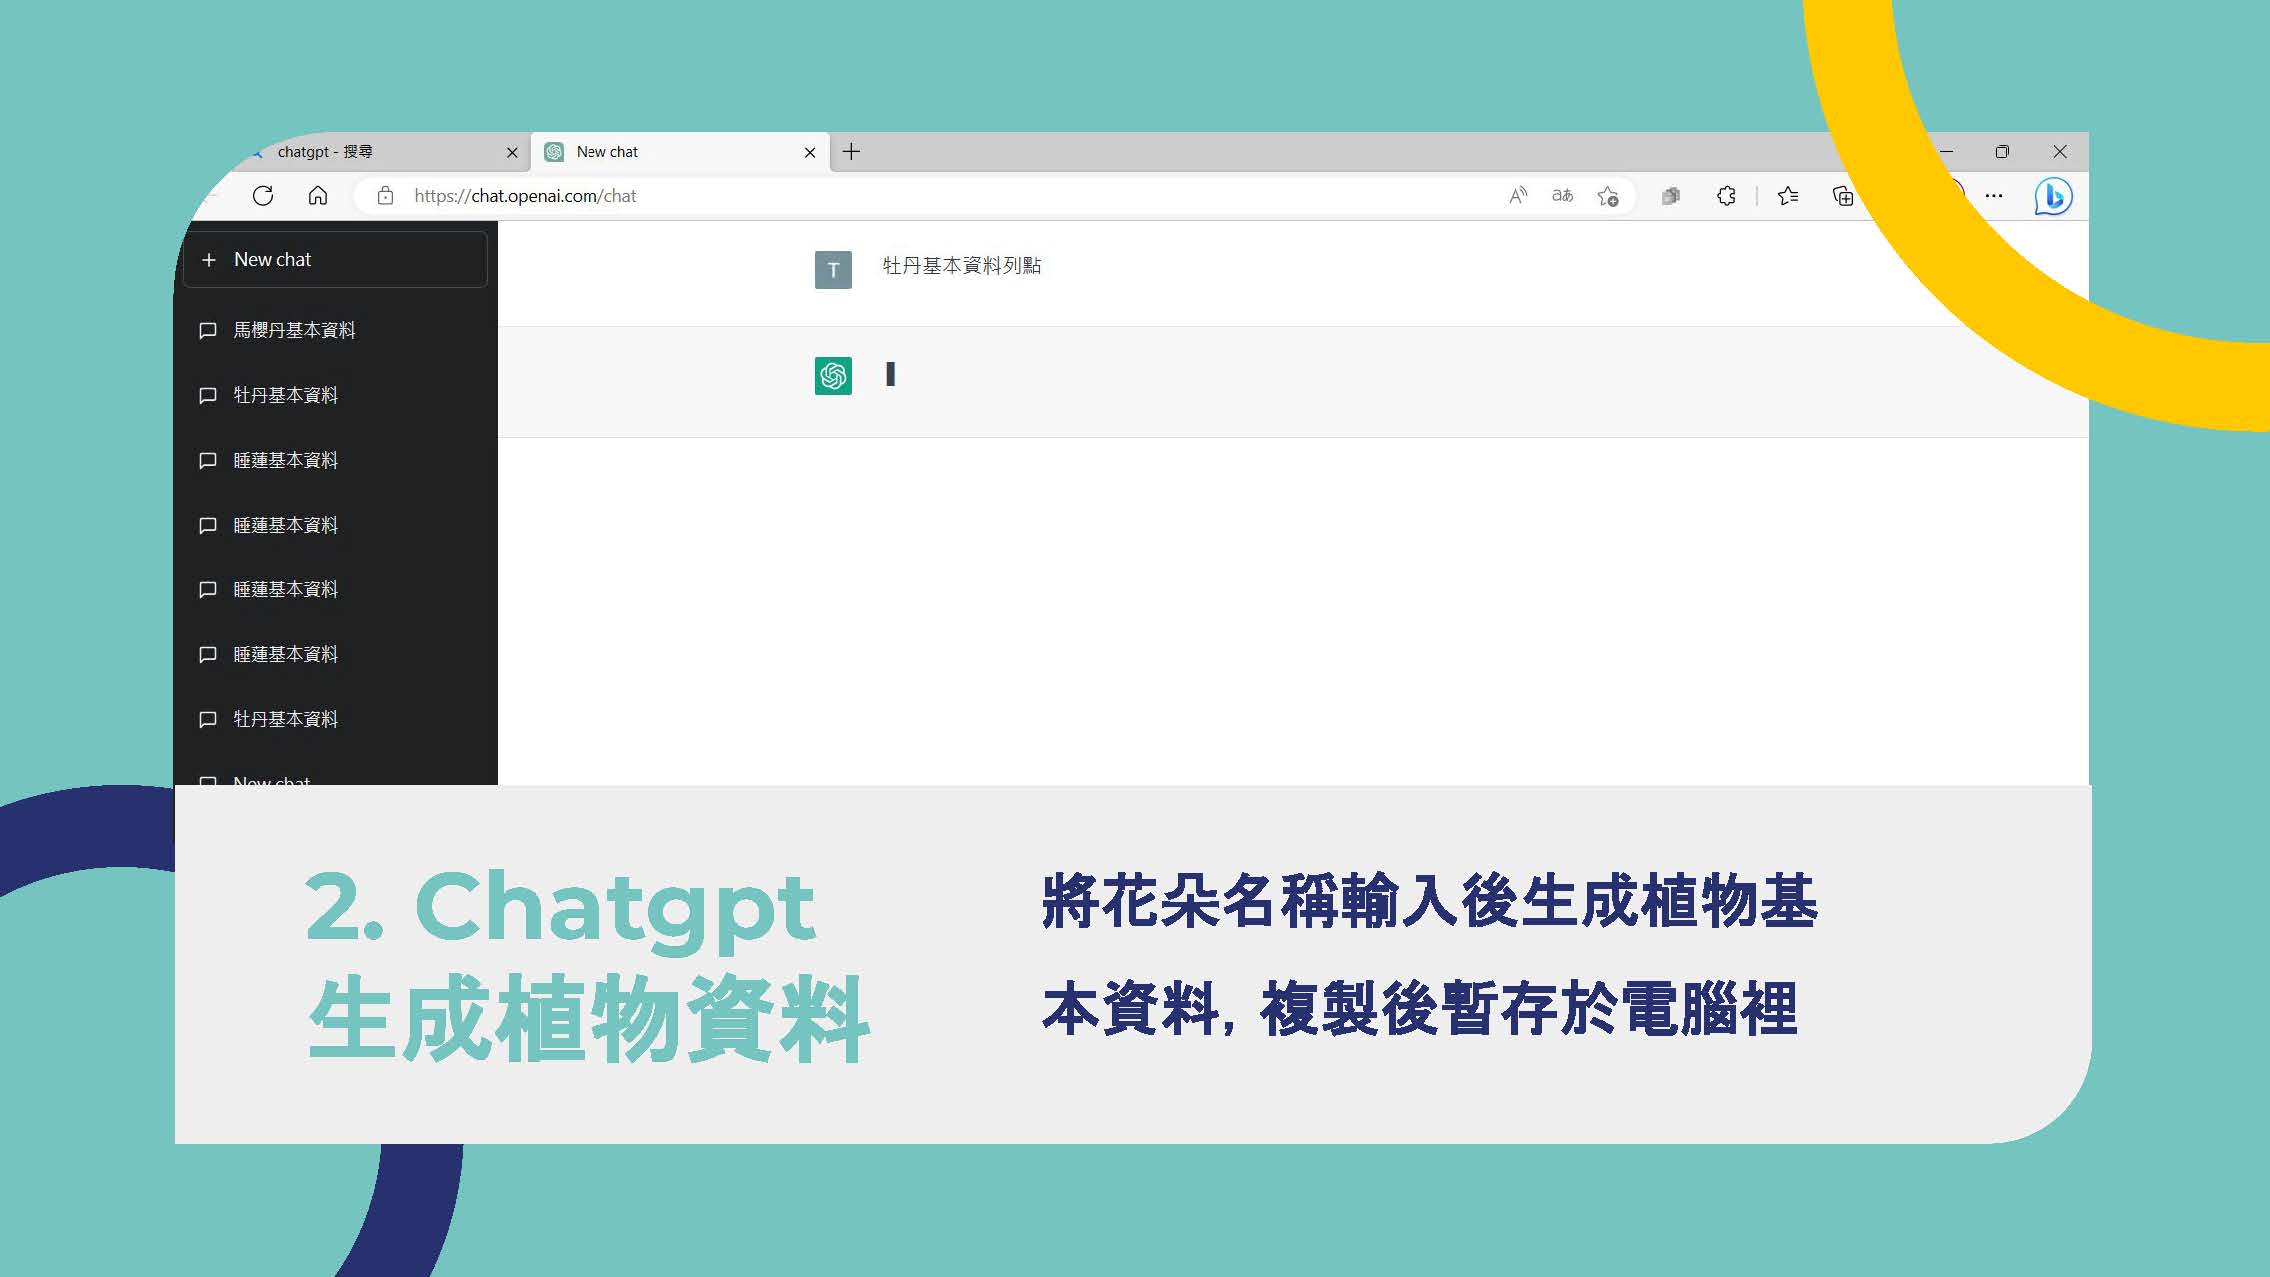 chatgpt - 搜尋
New chat
https://chat.openai.com/chat
A
aあ
New chat
T
牡丹基本資料列點
馬櫻丹基本資料
牡丹基本資料
睡蓮基本資料
睡蓮基本資料
睡蓮基本資料
睡蓮基本資料
牡丹基本資料
New chat
2. Chatgpt
生成植物資料
將花朵名稱輸入後生成植物基
本資料, 複製後暫存於電腦裡